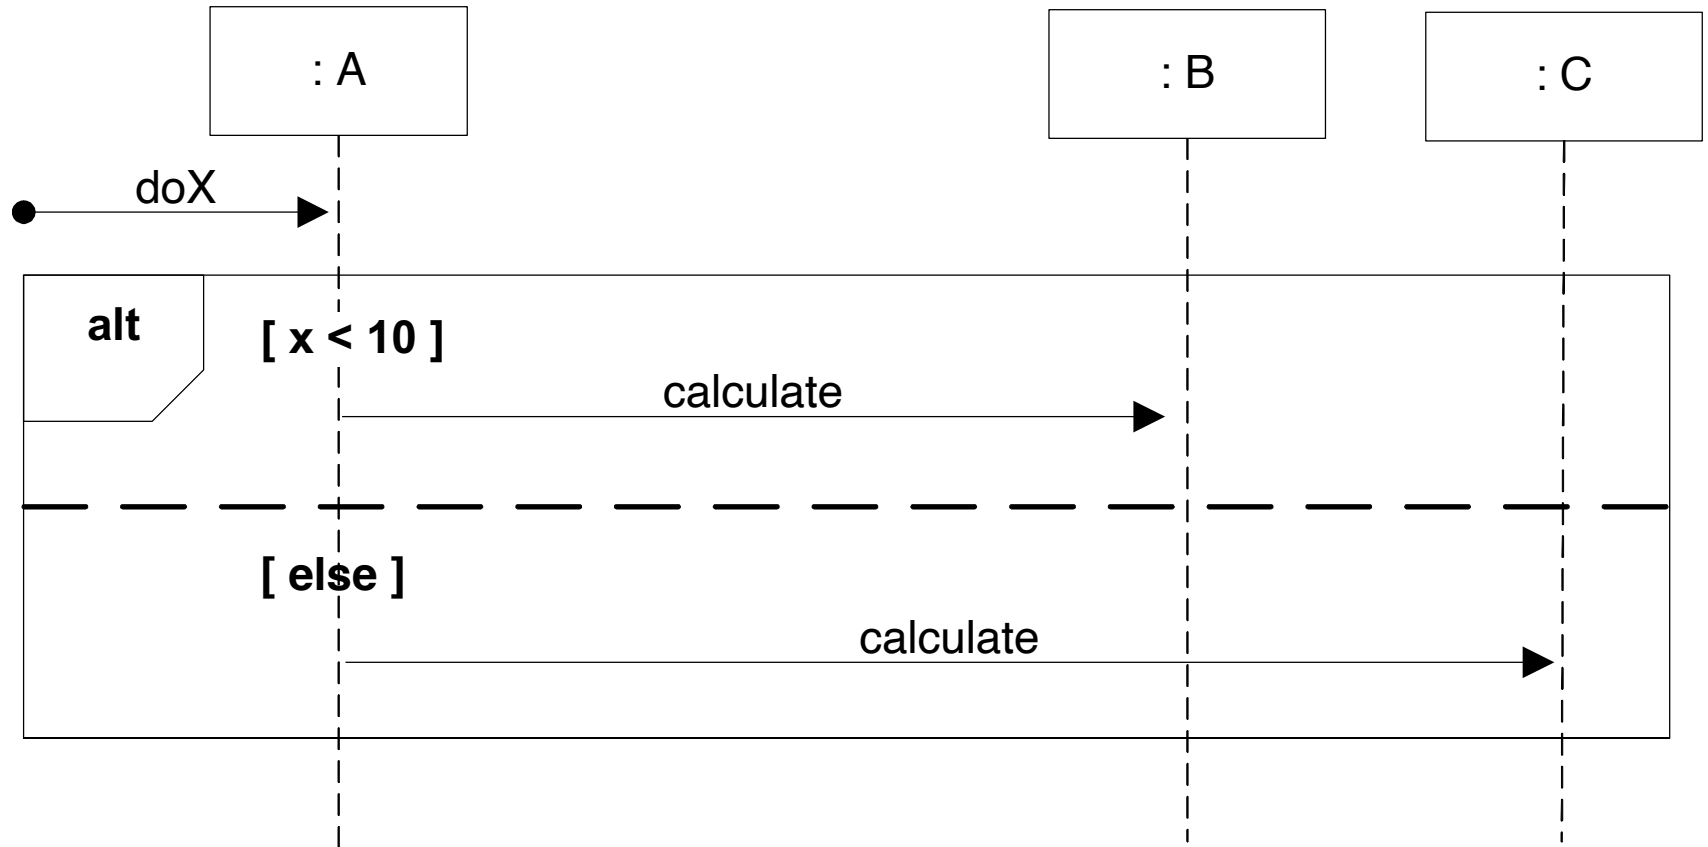 : A
: B
: C
doX
alt
[ x < 10 ]
calculate
[ else ]
calculate